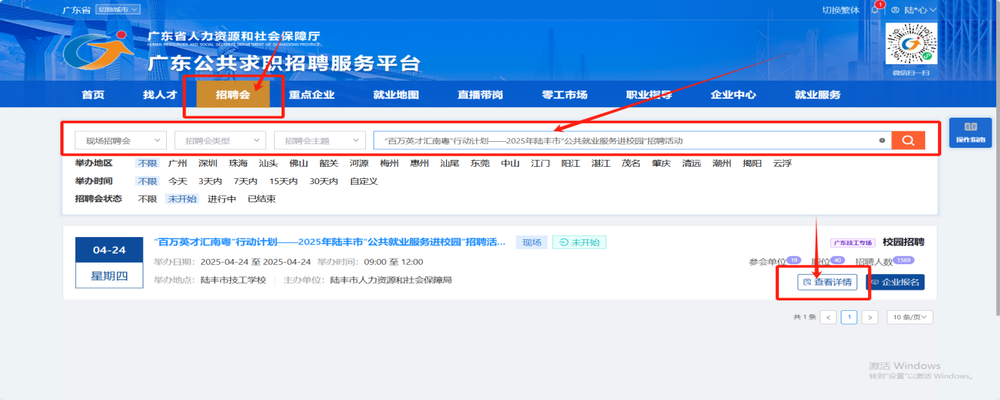 广东省 切换城市
切换繁体 1 陆*心
广东省人力资源和社会保障厅
HUMAN RESOURCES AND SOCIAL SECURITY DEPARTMENT OF GUANGDONG PROVINCE
广东公共求职招聘服务平台
微信扫一扫
首页 找人才 招聘会 重点企业 就业地图 直播带岗 零工市场 职业指导 企业中心 就业服务
操作指南
现场招聘会 招聘会类型 招聘会主题 “百万英才汇南粤”行动计划——2025年陆丰市“公共就业服务进校园”招聘活动
举办地区 不限 广州 深圳 珠海 汕头 佛山 韶关 河源 梅州 惠州 汕尾 东莞 中山 江门 阳江 湛江 茂名 肇庆 清远 潮州 揭阳 云浮
举办时间 不限 今天 3天内 7天内 15天内 30天内 自定义
招聘会状态 不限 未开始 进行中 已结束
04-24
星期四
“百万英才汇南粤”行动计划——2025年陆丰市“公共就业服务进校园”招聘活... 现场 未开始
广东技工专场 校园招聘
举办日期： 2025-04-24 至 2025-04-24 举办时间： 09:00 至 12:00
参会单位 19 职位 40 招聘人数 1569
举办地点： 陆丰市技工学校 主办单位： 陆丰市人力资源和社会保障局
查看详情 企业报名
共 1 条 < 1 > 10 条/页
激活 Windows
转到“设置”以激活 Windows。